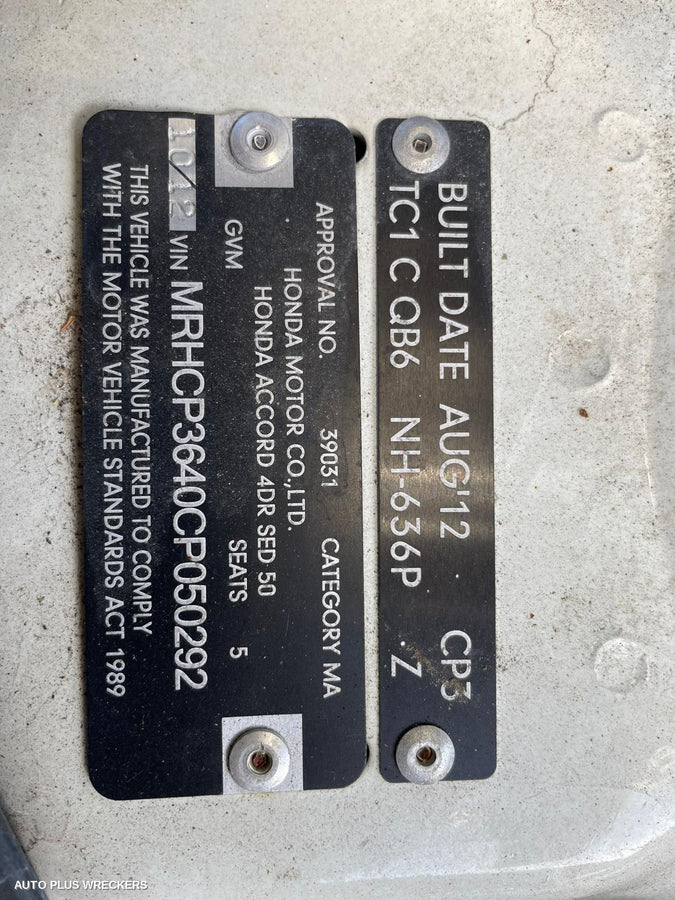 BUILT DATE AUG'12 CP3
TC1 C QB6 NH-636P .Z
APPROVAL NO. 39031 CATEGORY MA
HONDA MOTOR CO.,LTD.
HONDA ACCORD 4DR SED 50
GVM SEATS 5
10/12 VIN MRHCP3640CP050292
THIS VEHICLE WAS MANUFACTURED TO COMPLY
WITH THE MOTOR VEHICLE STANDARDS ACT 1989
AUTO PLUS WRECKERS